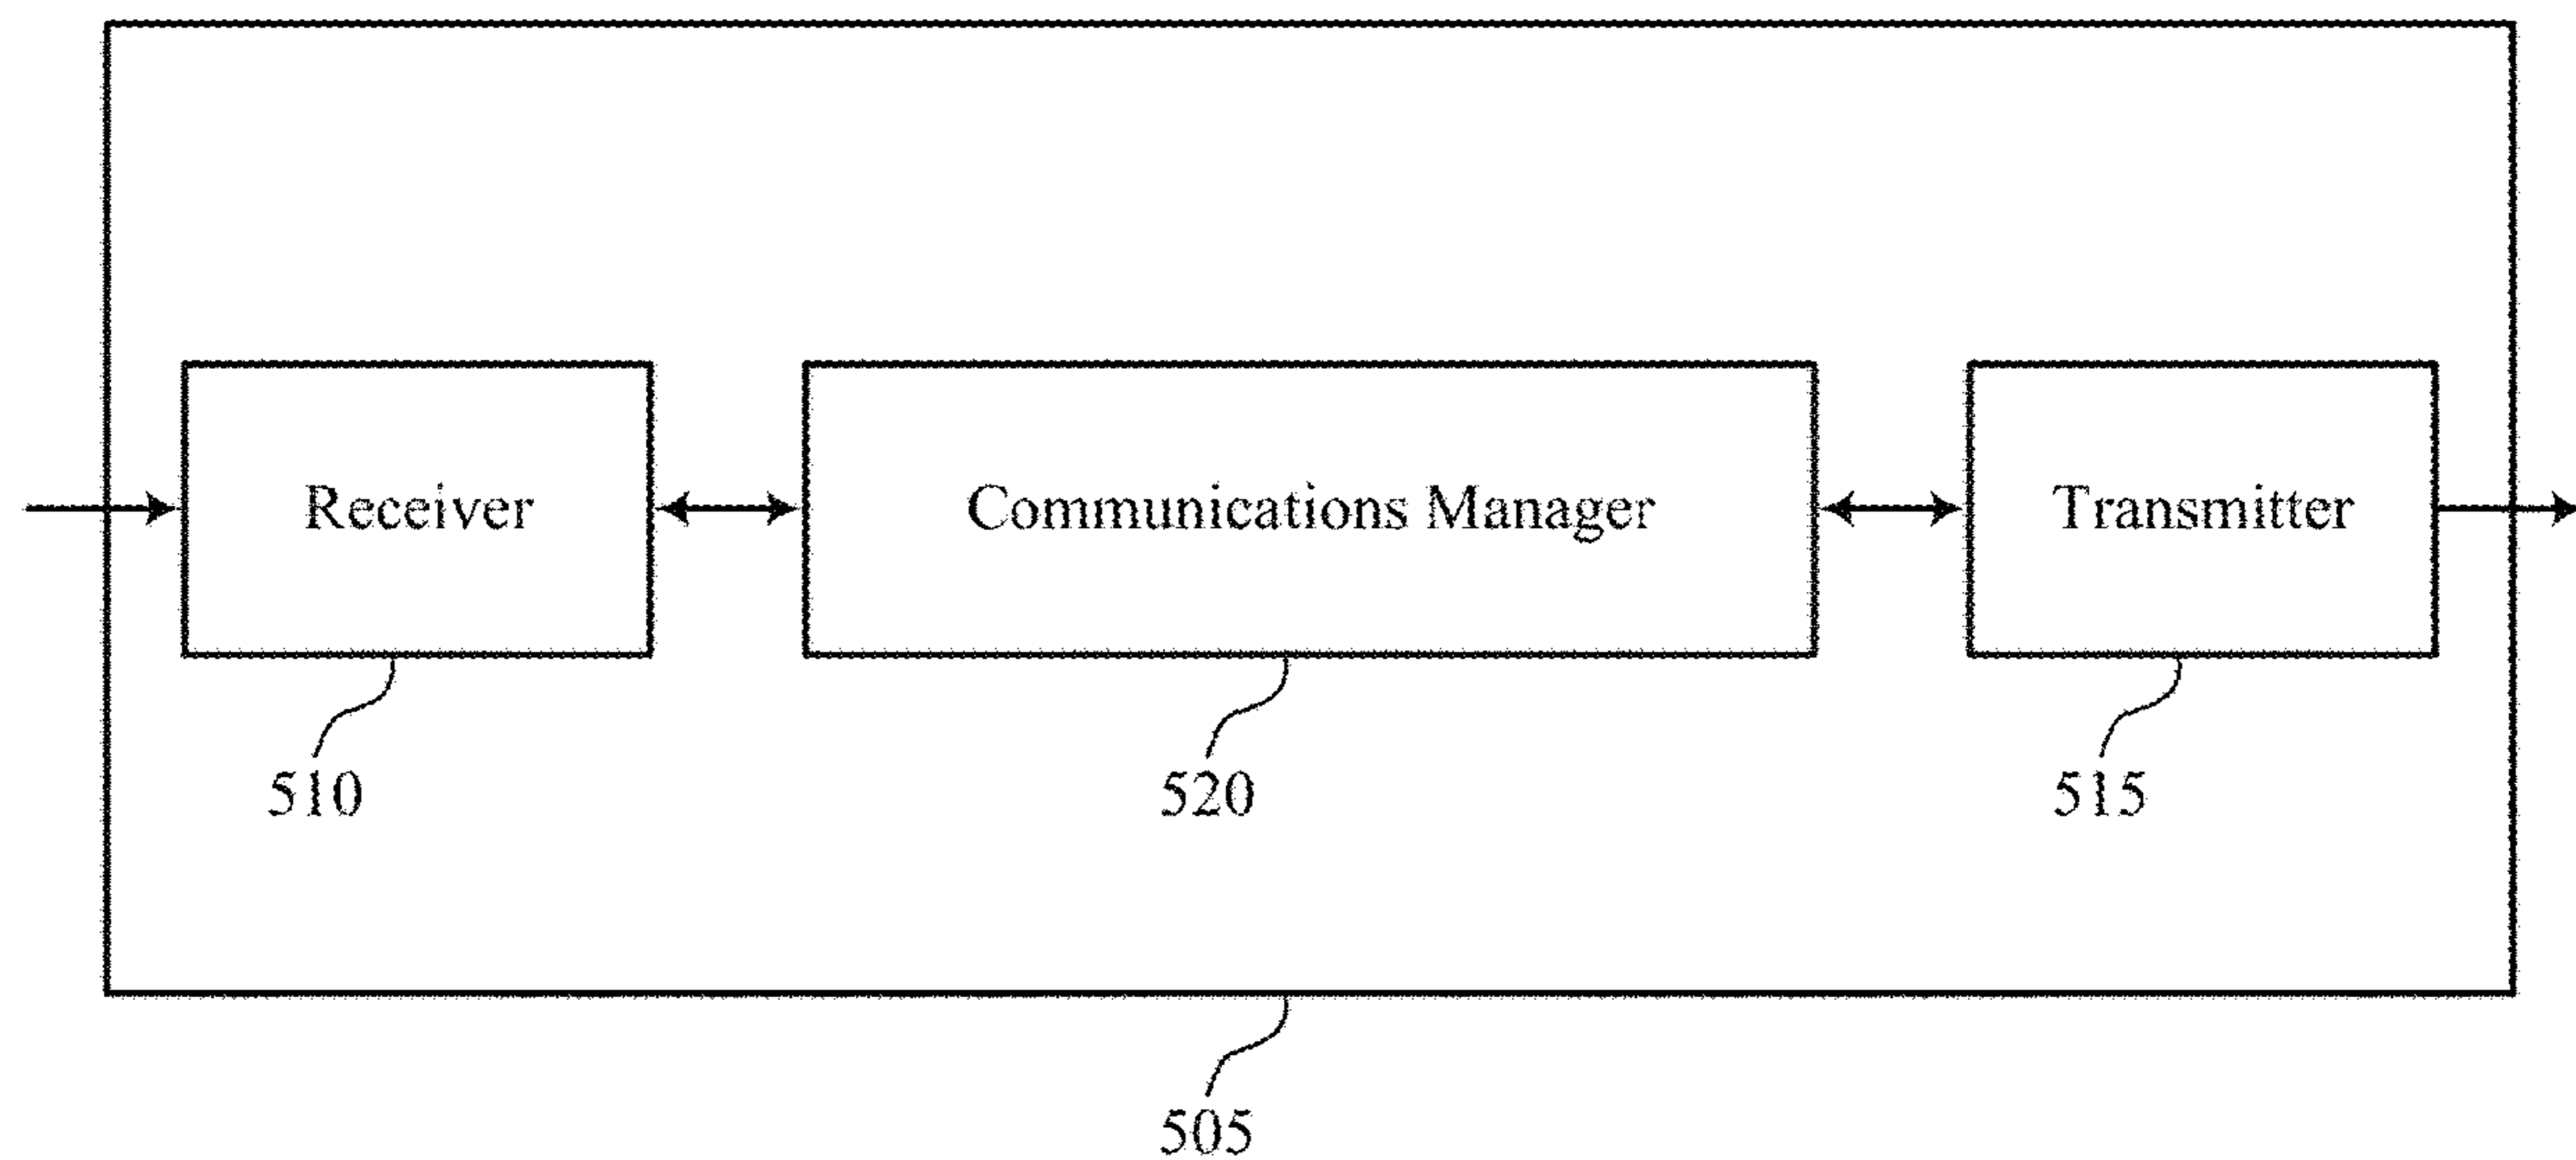 Receiver
Communications Manager
Transmitter
510
520
515
505